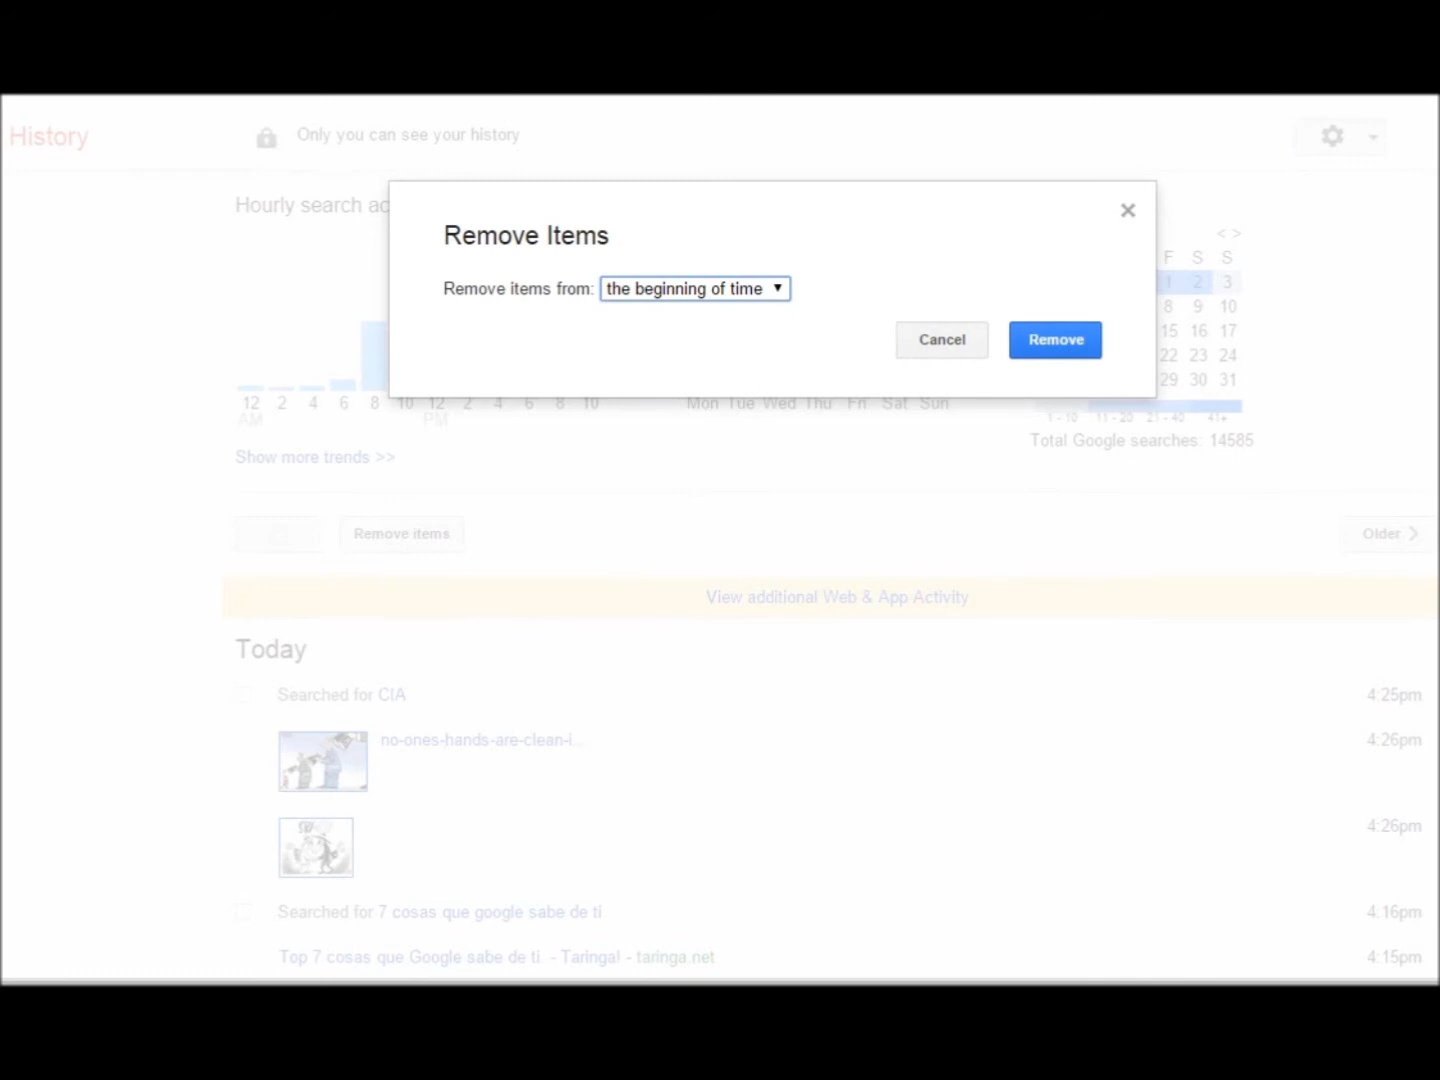 History
Only you can see your history
Hourly search ac
Remove Items
Remove items from: the beginning of time
Cancel
Remove
< >
F S S
1 2 3
8 9 10
15 16 17
22 23 24
29 30 31
12 2 4 6 8 10 12 2 4 6 8 10
AM PM
Mon Tue Wed Thu Fri Sat Sun
1 - 10 11 - 20 21 - 40 41+
Total Google searches: 14585
Show more trends >>
Remove items
Older
View additional Web & App Activity
Today
Searched for CIA 4:25pm
no-ones-hands-are-clean-i... 4:26pm
4:26pm
Searched for 7 cosas que google sabe de ti 4:16pm
Top 7 cosas que Google sabe de ti. - Taringa! - taringa.net 4:15pm